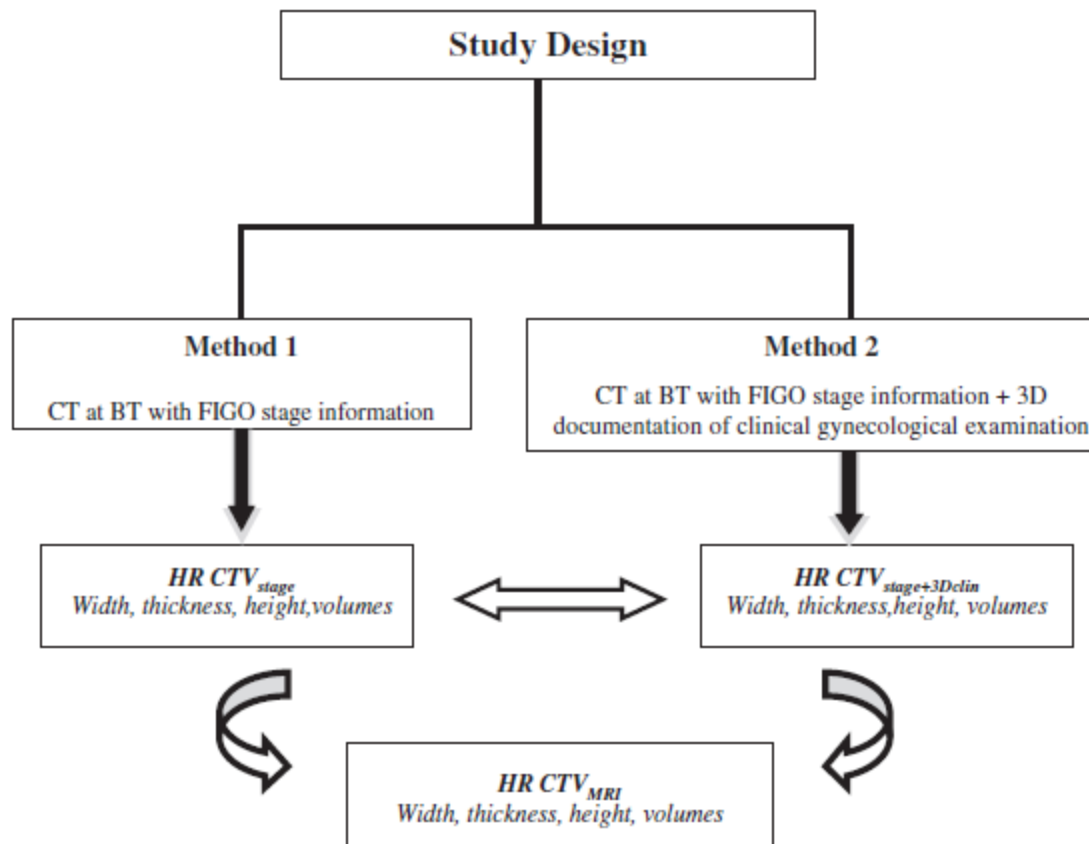 Study Design
Method 1
CT at BT with FIGO stage information
Method 2
CT at BT with FIGO stage information + 3D
documentation of clinical gynecological examination
HR CTVstage
Width, thickness, height,volumes
HR CTVstage+3Dclin
Width, thickness,height, volumes
HR CTVMRI
Width, thickness, height, volumes